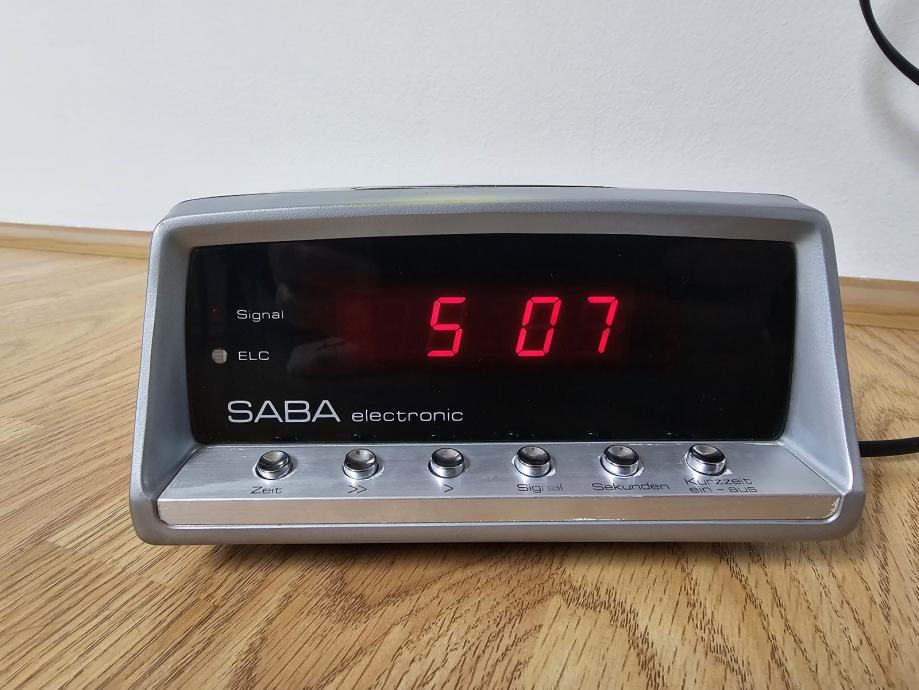 5 07
Signal
ELC
SABA electronic
Zeit >> > Signal Sekunden Kurzzeit
ein - aus